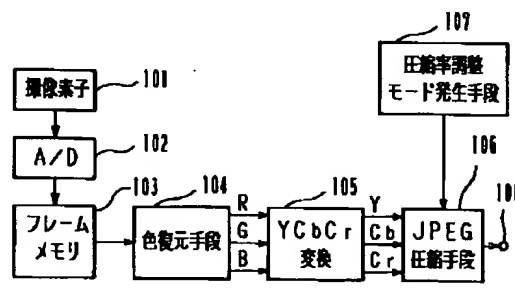 107
圧縮率調整
モード発生手段
101
撮像素子
102
A/D
103
フレーム
メモリ
104
色復元手段
R
G
B
105
YCbCr
変換
Y
Cb
Cr
106
JPEG
圧縮手段